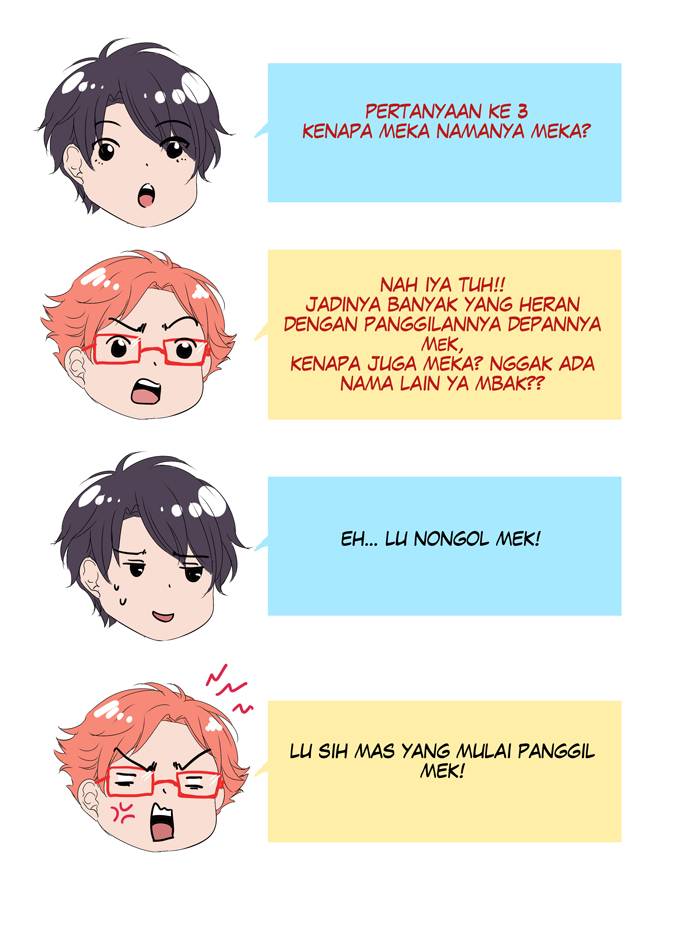 PERTANYAAN KE 3
KENAPA MEKA NAMANYA MEKA?
NAH IYA TUH!!
JADINYA BANYAK YANG HERAN
DENGAN PANGGILANNYA DEPANNYA
MEK,
KENAPA JUGA MEKA? NGGAK ADA
NAMA LAIN YA MBAK??
EH... LU NONGOL MEK!
LU SIH MAS YANG MULAI PANGGIL
MEK!